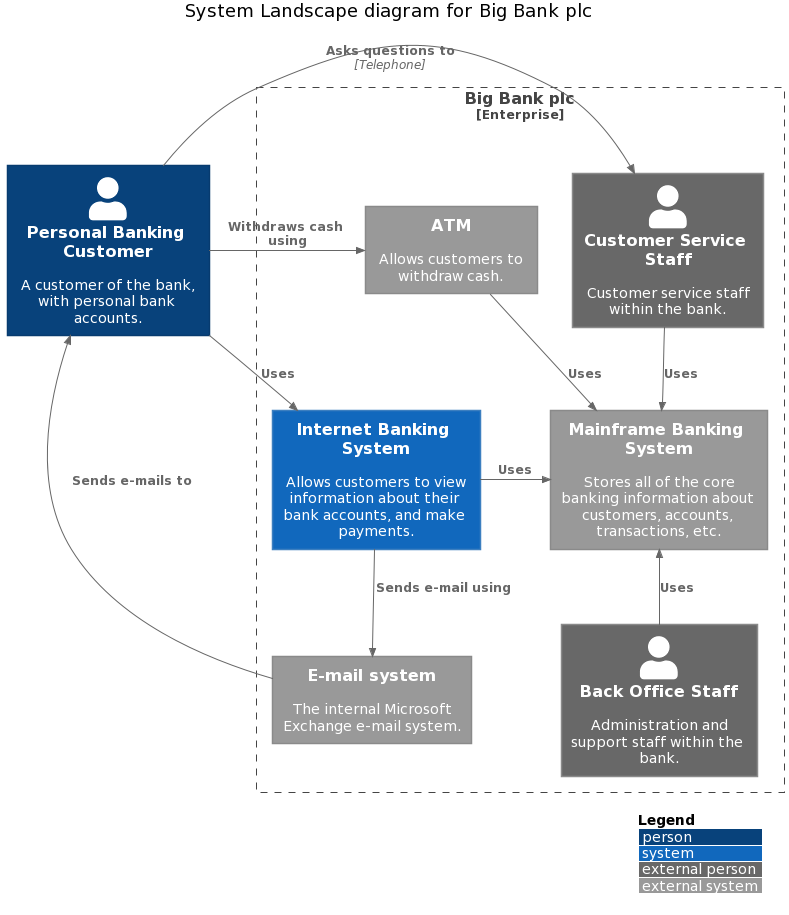 System Landscape diagram for Big Bank plc
Asks questions to
[Telephone]
Big Bank plc
[Enterprise]
Personal Banking
Customer
A customer of the bank,
with personal bank
accounts.
Withdraws cash
using
ATM
Allows customers to
withdraw cash.
Customer Service
Staff
Customer service staff
within the bank.
Uses
Uses
Uses
Internet Banking
System
Allows customers to view
information about their
bank accounts, and make
payments.
Uses
Mainframe Banking
System
Stores all of the core
banking information about
customers, accounts,
transactions, etc.
Sends e-mails to
Sends e-mail using
Uses
E-mail system
The internal Microsoft
Exchange e-mail system.
Back Office Staff
Administration and
support staff within the
bank.
Legend
person
system
external person
external system